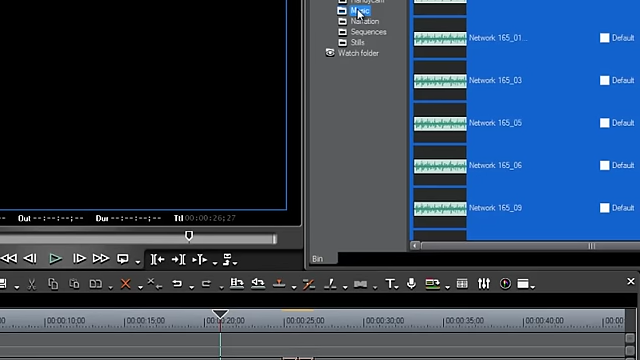 Handycam
Music
Narration
Sequences
Stills
Watch folder
Network 165_01...
Default
Network 165_03
Default
Network 165_05
Default
Network 165_06
Default
Network 165_09
Default
Out --:--:--:-- Dur --:--:--:-- Ttl 00:00:26;27
Bin
00:00:10;00
00:00:15;00
00:00:20;00
00:00:25;00
00:00:30;00
00:00:35;00
00:00:40;00